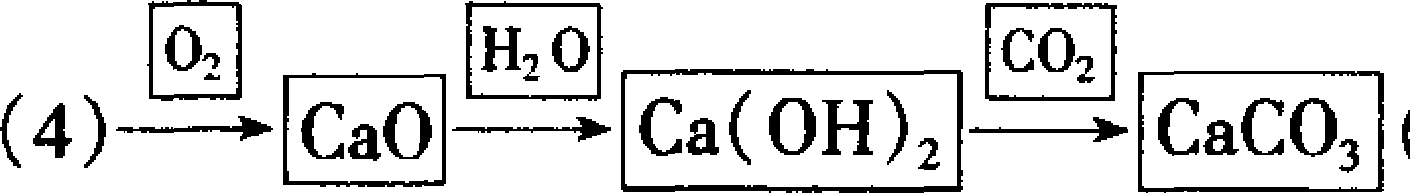 O₂ H₂O CO₂
(4) → CaO → Ca(OH)₂ → CaCO₃ (